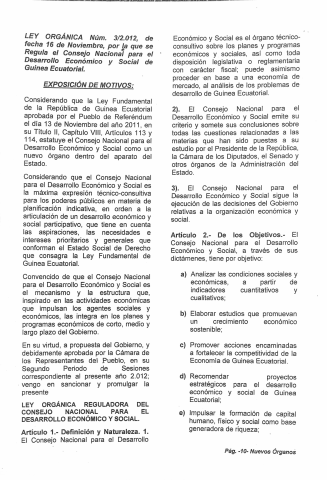 LEY ORGÁNICA Núm. 3/2.012, de
fecha 16 de Noviembre, por la que se
Regula el Consejo Nacional para el
Desarrollo Económico y Social de
Guinea Ecuatorial.
EXPOSICIÓN DE MOTIVOS:
Considerando que la Ley Fundamental
de la República de Guinea Ecuatorial
aprobada por el Pueblo de Referéndum
el día 13 de Noviembre del año 2011, en
su Título II, Capítulo VIII, Artículos 113 y
114, estatuye el Consejo Nacional para el
Desarrollo Económico y Social como un
nuevo órgano dentro del aparato del
Estado.
Considerando que el Consejo Nacional
para el Desarrollo Económico y Social es
la máxima expresión técnico-consultivo
para los poderes públicos en materia de
planificación indicativa, en orden a la
articulación de un desarrollo económico y
social participativo, que tiene en cuenta
las aspiraciones, las necesidades e
intereses prioritarios y generales que
conforman el Estado Social de Derecho
que consagra la Ley Fundamental de
Guinea Ecuatorial.
Convencido de que el Consejo Nacional
para el Desarrollo Económico y Social es
el mecanismo y la estructura que,
inspirado en las actividades económicas
que impulsan los agentes sociales y
económicos, las integra en los planes y
programas económicos de corto, medio y
largo plazo del Gobierno.
En su virtud, a propuesta del Gobierno, y
debidamente aprobada por la Cámara de
los Representantes del Pueblo, en su
Segundo Periodo de Sesiones
correspondiente al presente año 2.012;
vengo en sancionar y promulgar la
presente
LEY ORGÁNICA REGULADORA DEL
CONSEJO NACIONAL PARA EL
DESARROLLO ECONÓMICO Y SOCIAL.
Artículo 1.- Definición y Naturaleza. 1.
El Consejo Nacional para el Desarrollo
Económico y Social es el órgano técnico-
consultivo sobre los planes y programas
económicos y sociales, así como toda
disposición legislativa o reglamentaria
con carácter fiscal; puede asimismo
proceder en base a una economía de
mercado, al análisis de los problemas de
desarrollo de Guinea Ecuatorial.
2). El Consejo Nacional para el
Desarrollo Económico y Social emite su
criterio y somete sus conclusiones sobre
todas las cuestiones relacionadas a las
materias que han sido puestas a su
estudio por el Presidente de la República,
la Cámara de los Diputados, el Senado y
otros órganos de la Administración del
Estado.
3). El Consejo Nacional para el
Desarrollo Económico y Social sigue la
ejecución de las decisiones del Gobierno
relativas a la organización económica y
social.
Artículo 2.- De los Objetivos.- El
Consejo Nacional para el Desarrollo
Económico y Social, a través de sus
dictámenes, tiene por objetivo:
a) Analizar las condiciones sociales y
económicas, a partir de
indicadores cuantitativos y
cualitativos;
b) Elaborar estudios que promuevan
un crecimiento económico
sostenible;
c) Promover acciones encaminadas
a fortalecer la competitividad de la
Economía de Guinea Ecuatorial.
d) Recomendar proyectos
estratégicos para el desarrollo
económico y social de Guinea
Ecuatorial;
e) Impulsar la formación de capital
humano, físico y social como base
generadora de riqueza;
Pág. -10- Nuevos Órganos